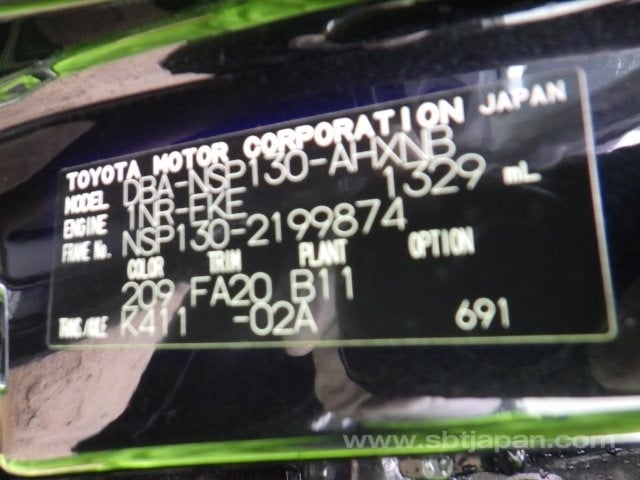 TOYOTA MOTOR CORPORATION JAPAN
MODEL DBA-NSP130-AHXNB
ENGINE 1NR-FKE 1329 mL
FRAME No. NSP130-2199874
COLOR TRIM PLANT OPTION
209 FA20 B11
TRANS/AXLE K411 -02A 691
www.sbtjapan.com